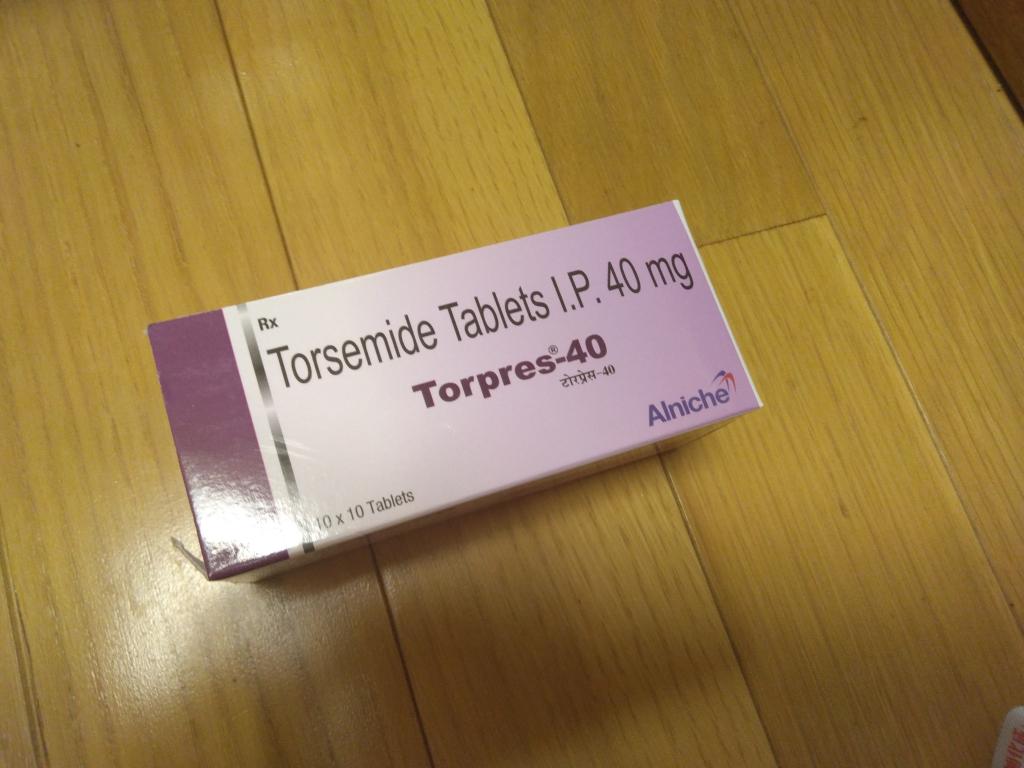 Rx
Torsemide Tablets I.P. 40 mg
Torpres®-40
टोरप्रेस-40
Alniche
10 x 10 Tablets